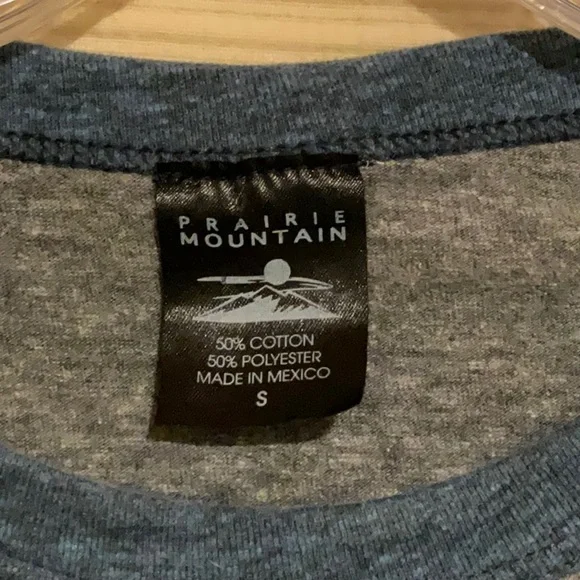 PRAIRIE
MOUNTAIN
50% COTTON
50% POLYESTER
MADE IN MEXICO
S